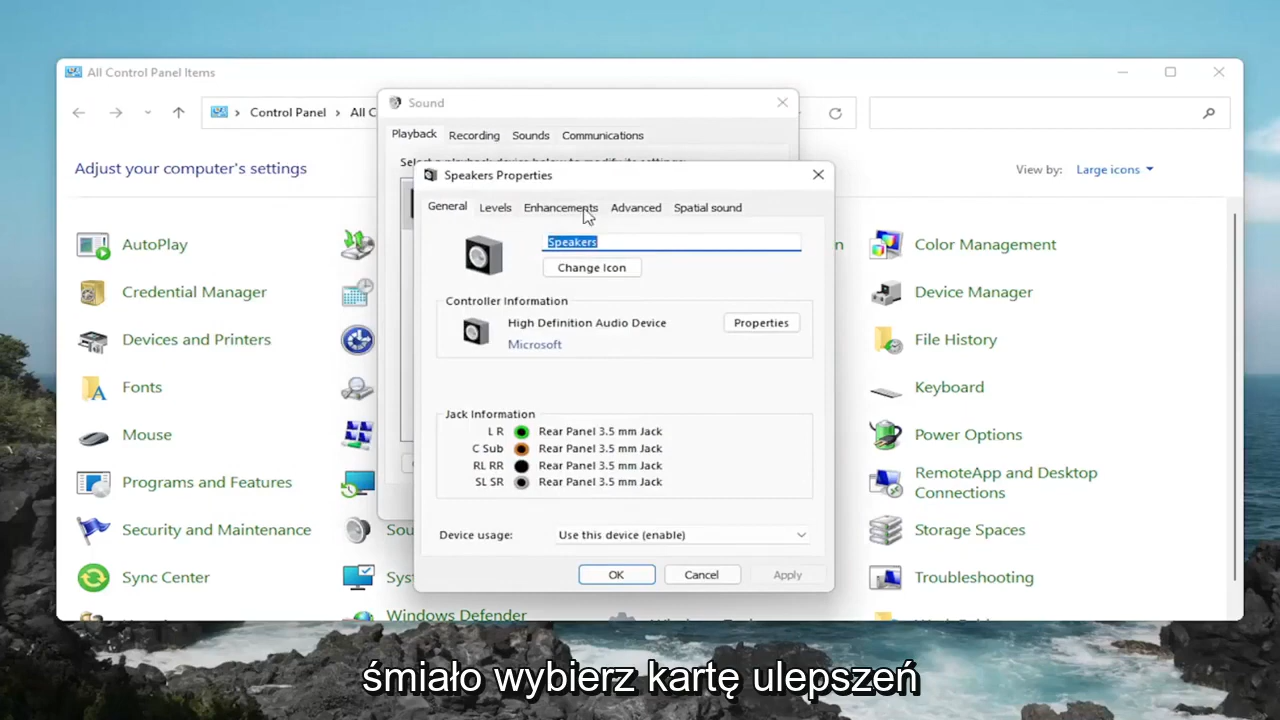 All Control Panel Items
Control Panel
All C
Adjust your computer's settings
View by:
Large icons
AutoPlay
Credential Manager
Devices and Printers
Fonts
Mouse
Programs and Features
Security and Maintenance
Sync Center
Sou
Sys
Windows Defender
Color Management
Device Manager
File History
Keyboard
Power Options
RemoteApp and Desktop
Connections
Storage Spaces
Troubleshooting
Sound
Playback
Recording
Sounds
Communications
Speakers Properties
General
Levels
Enhancements
Advanced
Spatial sound
Speakers
Change Icon
Controller Information
High Definition Audio Device
Microsoft
Properties
Jack Information
L R Rear Panel 3.5 mm Jack
C Sub Rear Panel 3.5 mm Jack
RL RR Rear Panel 3.5 mm Jack
SL SR Rear Panel 3.5 mm Jack
Device usage:
Use this device (enable)
OK
Cancel
Apply
śmiało wybierz kartę ulepszeń